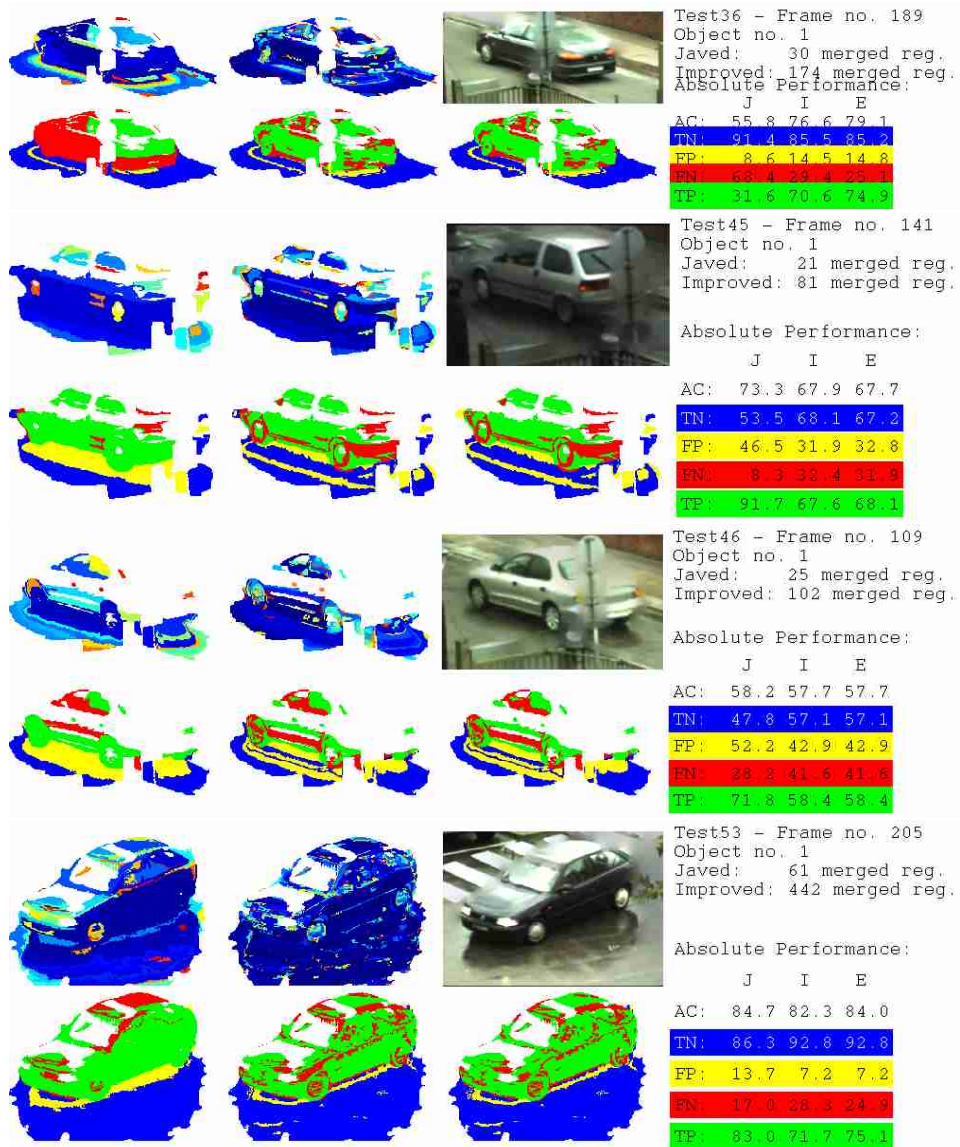 Test36 - Frame no. 189
Object no. 1
Javed: 30 merged reg.
Improved: 174 merged reg.
Absolute Performance:
J I E
AC: 55.8 76.6 79.1
TN: 91.4 85.5 85.2
FP: 8.6 14.5 14.8
FN: 68.4 29.4 25.1
TP: 31.6 70.6 74.9
Test45 - Frame no. 141
Object no. 1
Javed: 21 merged reg.
Improved: 81 merged reg.
Absolute Performance:
J I E
AC: 73.3 67.9 67.7
TN: 53.5 68.1 67.2
FP: 46.5 31.9 32.8
FN: 8.3 32.4 31.9
TP: 91.7 67.6 68.1
Test46 - Frame no. 109
Object no. 1
Javed: 25 merged reg.
Improved: 102 merged reg.
Absolute Performance:
J I E
AC: 58.2 57.7 57.7
TN: 47.8 57.1 57.1
FP: 52.2 42.9 42.9
FN: 28.2 41.6 41.6
TP: 71.8 58.4 58.4
Test53 - Frame no. 205
Object no. 1
Javed: 61 merged reg.
Improved: 442 merged reg.
Absolute Performance:
J I E
AC: 84.7 82.3 84.0
TN: 86.3 92.8 92.8
FP: 13.7 7.2 7.2
FN: 17.0 28.3 24.9
TP: 83.0 71.7 75.1